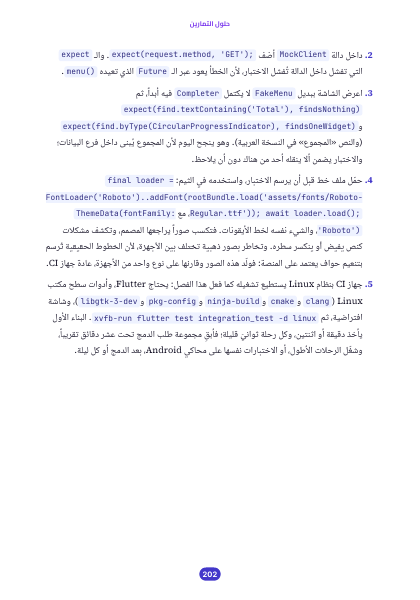 حلول التمارين
2. داخل دالة MockClient أضف expect(request.method, 'GET');. والـ expect
التي تفشل داخل الدالة تُفشل الاختبار، لأن الخطأ يعود عبر الـ Future الذي تعيده menu().
3. اعرض الشاشة ببديل FakeMenu لا يكتمل Completer فيه أبداً، ثم
expect(find.textContaining('Total'), findsNothing)
و expect(find.byType(CircularProgressIndicator), findsOneWidget)
(والنص «المجموع» في النسخة العربية). وهو ينجح اليوم لأن المجموع يُبنى داخل فرع البيانات؛
والاختبار يضمن ألا ينقله أحد من هناك دون أن يلاحظ.
4. حمّل ملف خط قبل أن يرسم الاختبار، واستخدمه في الثيم: final loader =
FontLoader('Roboto')..addFont(rootBundle.load('assets/fonts/Roboto-
Regular.ttf')); await loader.load(); مع ThemeData(fontFamily:
'Roboto')، والشيء نفسه لخط الأيقونات. فتكسب صوراً يراجعها المصمم، وتكشف مشكلات
كنص يفيض أو ينكسر سطره. وتخاطر بصور ذهبية تختلف بين الأجهزة، لأن الخطوط الحقيقية تُرسم
بتنعيم حواف يعتمد على المنصة؛ فولّد هذه الصور وقارنها على نوع واحد من الأجهزة، عادة جهاز CI.
5. جهاز CI بنظام Linux يستطيع تشغيله كما فعل هذا الفصل: يحتاج Flutter، وأدوات سطح مكتب
Linux ( clang و cmake و ninja-build و pkg-config و libgtk-3-dev )، وشاشة
افتراضية، ثم xvfb-run flutter test integration_test -d linux . البناء الأول
يأخذ دقيقة أو اثنتين، وكل رحلة ثوانيَ قليلة؛ فأبقِ مجموعة طلب الدمج تحت عشر دقائق تقريباً،
وشغّل الرحلات الأطول، أو الاختبارات نفسها على محاكي Android، بعد الدمج أو كل ليلة.
202